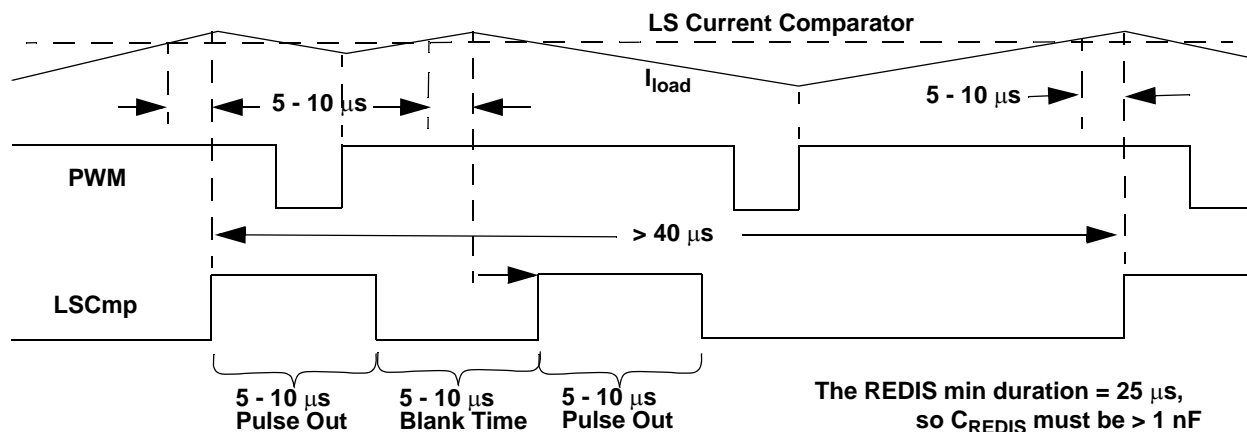 LS Current Comparator
I_load
5 - 10 μs
5 - 10 μs
PWM
> 40 μs
LSCmp
5 - 10 μs
Pulse Out
5 - 10 μs
Blank Time
5 - 10 μs
Pulse Out
The REDIS min duration = 25 μs,
so C_REDIS must be > 1 nF